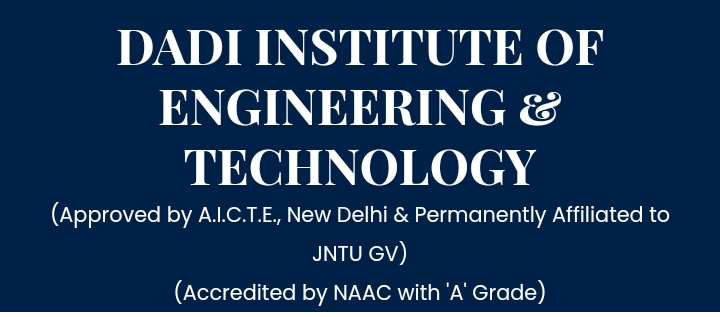 DADI INSTITUTE OF
ENGINEERING &
TECHNOLOGY
(Approved by A.I.C.T.E., New Delhi & Permanently Affiliated to
JNTU GV)
(Accredited by NAAC with 'A' Grade)